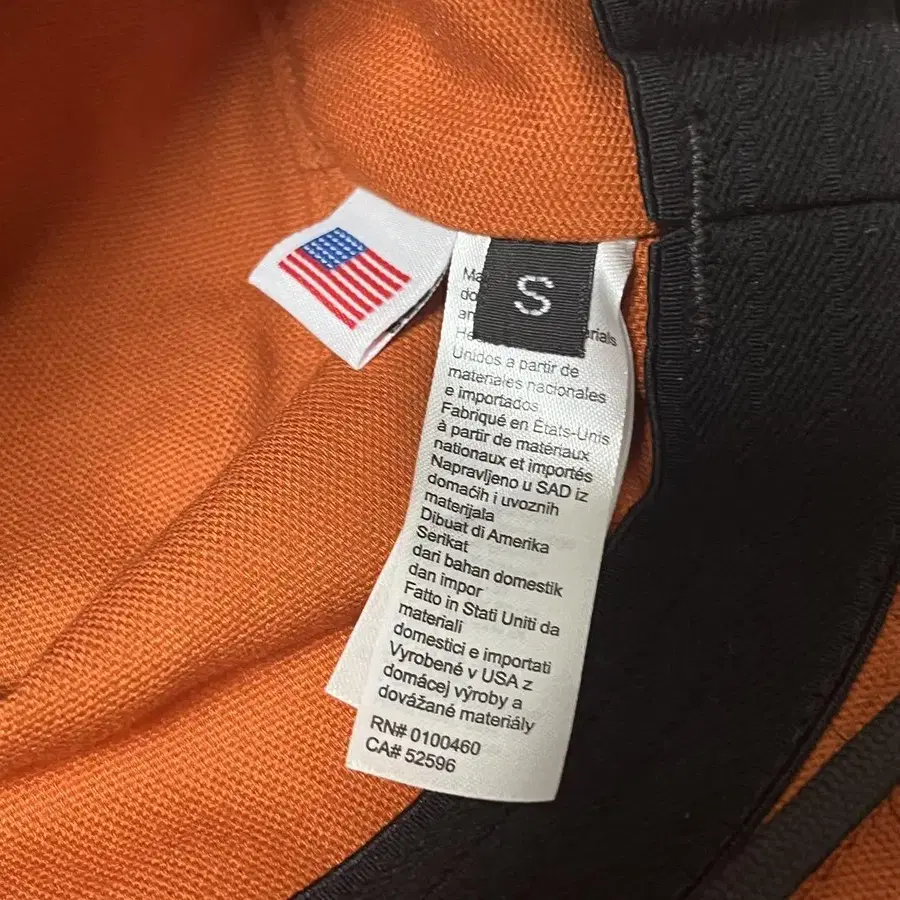 S
Unidos a partir de
materiales nacionales
e importados
Fabriqué en États-Unis
à partir de matériaux
nationaux et importés
Napravljeno u SAD iz
domaćih i uvoznih
materijala
Dibuat di Amerika
Serikat
dari bahan domestik
dan impor
Fatto in Stati Uniti da
materiali
domestici e importati
Vyrobené v USA z
domácej výroby a
dovážané materiály
RN# 0100460
CA# 52596